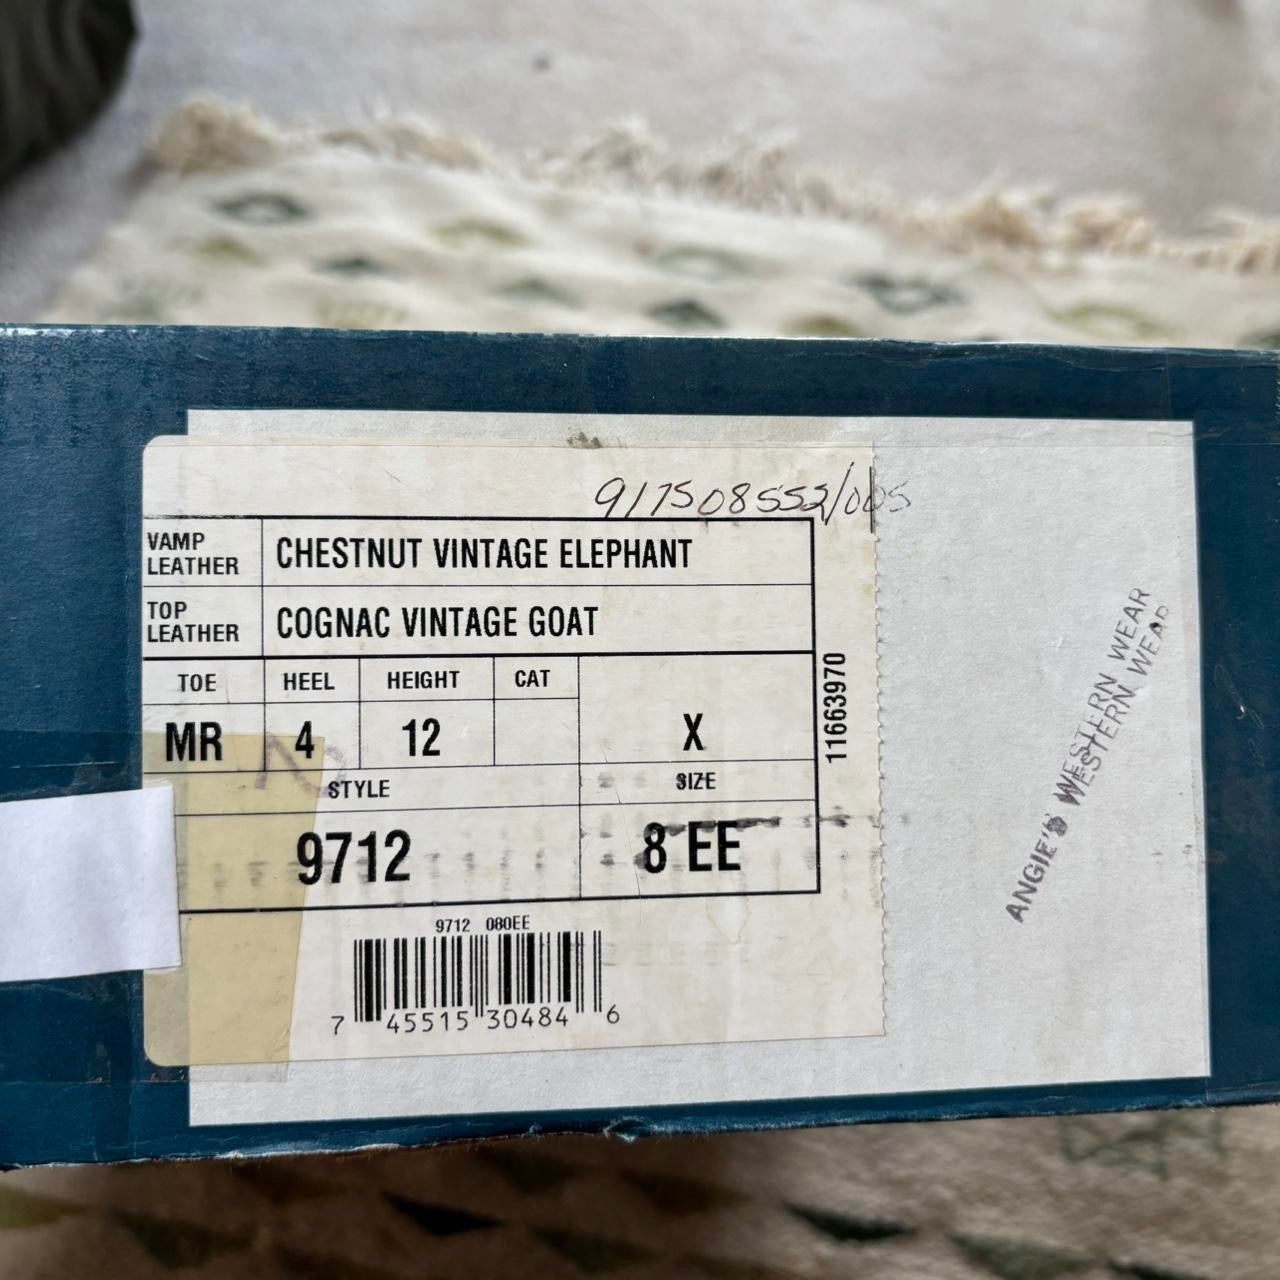 917508552/005
VAMP LEATHER CHESTNUT VINTAGE ELEPHANT
TOP LEATHER COGNAC VINTAGE GOAT
TOE HEEL HEIGHT CAT
MR 4 12 X
STYLE SIZE
9712 8 EE
11663970
9712 080EE
7 45515 30484 6
ANGIE'S WESTERN WEAR
WESTERN WEAR